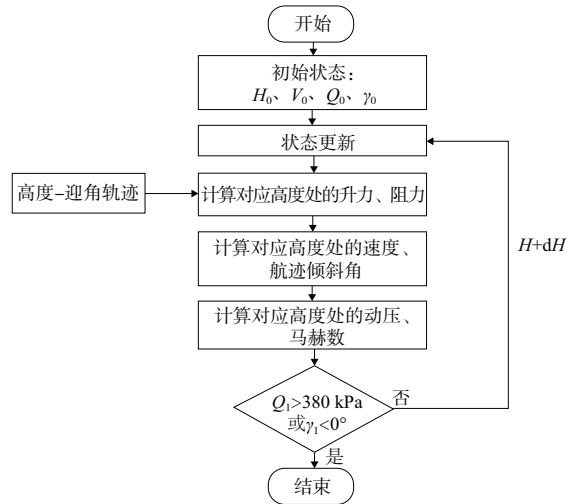 开始
初始状态：
H₀、V₀、Q₀、γ₀
状态更新
高度−迎角轨迹
计算对应高度处的升力、阻力
计算对应高度处的速度、
航迹倾斜角
H+dH
计算对应高度处的动压、
马赫数
Q₁>380 kPa
或γ₁<0°
否
是
结束